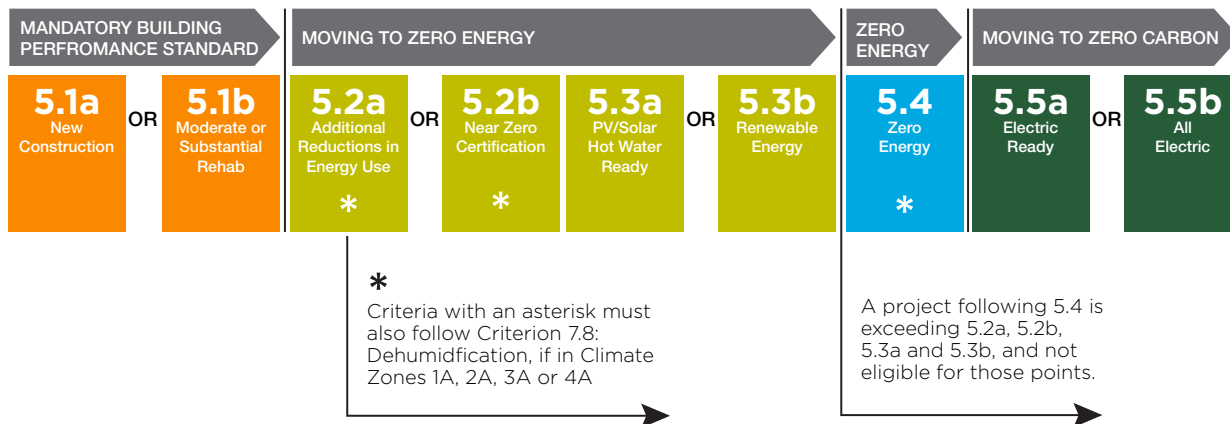 MANDATORY BUILDING
PERFROMANCE STANDARD
MOVING TO ZERO ENERGY
ZERO
ENERGY
MOVING TO ZERO CARBON
5.1a
New
Construction
OR
5.1b
Moderate or
Substantial
Rehab
5.2a
Additional
Reductions in
Energy Use
*
OR
5.2b
Near Zero
Certification
*
5.3a
PV/Solar
Hot Water
Ready
OR
5.3b
Renewable
Energy
5.4
Zero
Energy
*
5.5a
Electric
Ready
OR
5.5b
All
Electric
*
Criteria with an asterisk must
also follow Criterion 7.8:
Dehumidfication, if in Climate
Zones 1A, 2A, 3A or 4A
A project following 5.4 is
exceeding 5.2a, 5.2b,
5.3a and 5.3b, and not
eligible for those points.